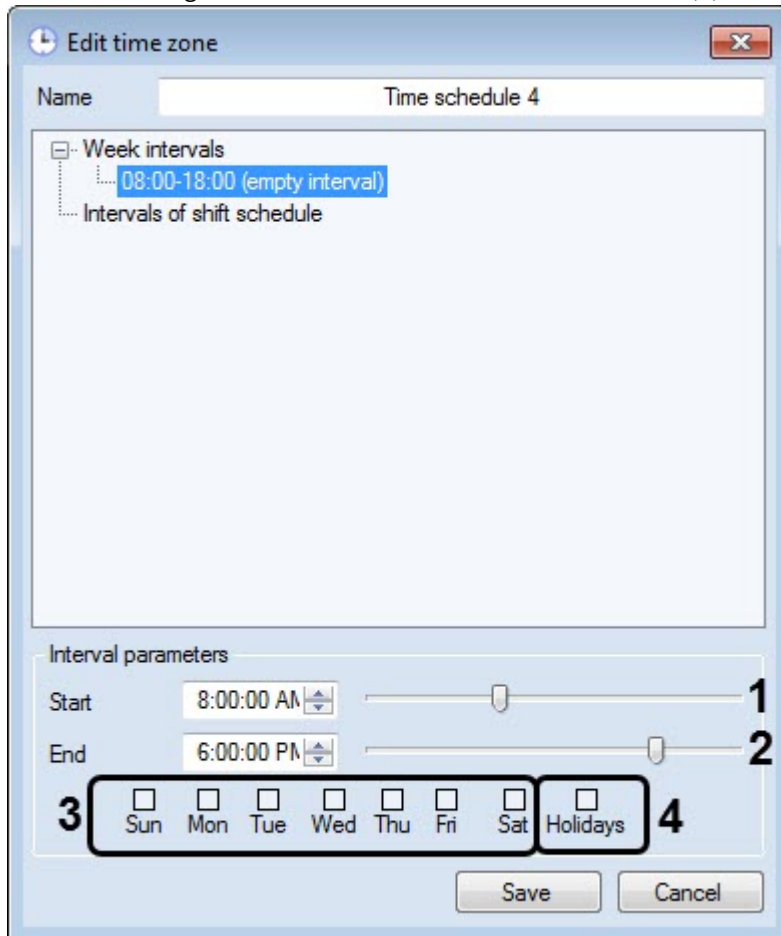 Edit time zone
Name Time schedule 4
Week intervals
08:00-18:00 (empty interval)
Intervals of shift schedule
Interval parameters
Start 8:00:00 AM 1
End 6:00:00 PM 2
3 Sun Mon Tue Wed Thu Fri Sat Holidays 4
Save Cancel